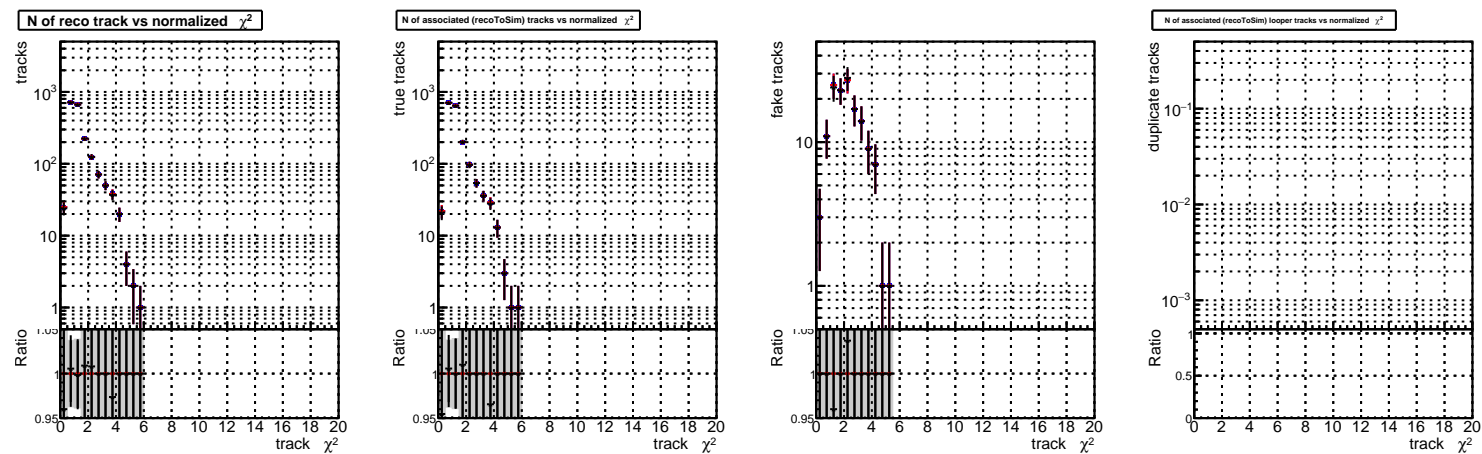 N of reco track vs normalized χ²
tracks
10³
10²
10
1
Ratio
1.05
1
0.95
0 2 4 6 8 10 12 14 16 18 20
track χ²
N of associated (recoToSim) tracks vs normalized χ²
true tracks
10³
10²
10
1
Ratio
1.05
1
0.95
0 2 4 6 8 10 12 14 16 18 20
track χ²
fake tracks
10
1
Ratio
1.05
1
0.95
0 2 4 6 8 10 12 14 16 18 20
track χ²
N of associated (recoToSim) looper tracks vs normalized χ²
duplicate tracks
10⁻¹
10⁻²
10⁻³
Ratio
1
0.5
0
0 2 4 6 8 10 12 14 16 18 20
track χ²